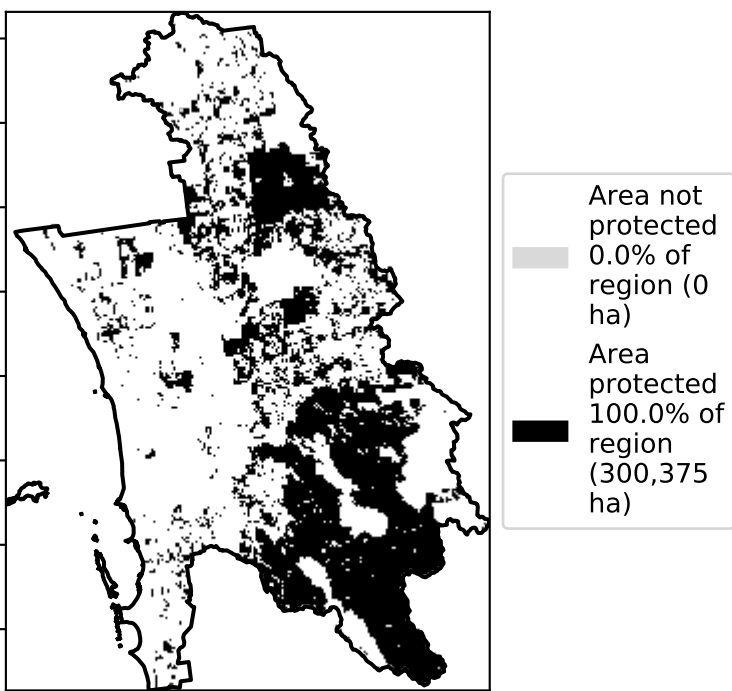 Area not
protected
0.0% of
region (0
ha)
Area
protected
100.0% of
region
(300,375
ha)